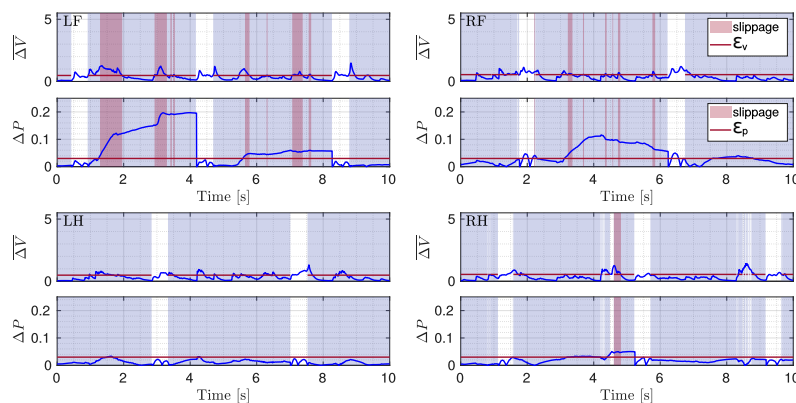 LF
RF
5
5
slippage
ε_v
ΔV
ΔV
0
0
0.2
0.2
slippage
ε_p
ΔP
0.1
ΔP
0.1
0
0
0 2 4 6 8 10
0 2 4 6 8 10
Time [s]
Time [s]
LH
RH
5
5
ΔV
ΔV
0
0
0.2
0.2
ΔP
0.1
ΔP
0.1
0
0
0 2 4 6 8 10
0 2 4 6 8 10
Time [s]
Time [s]